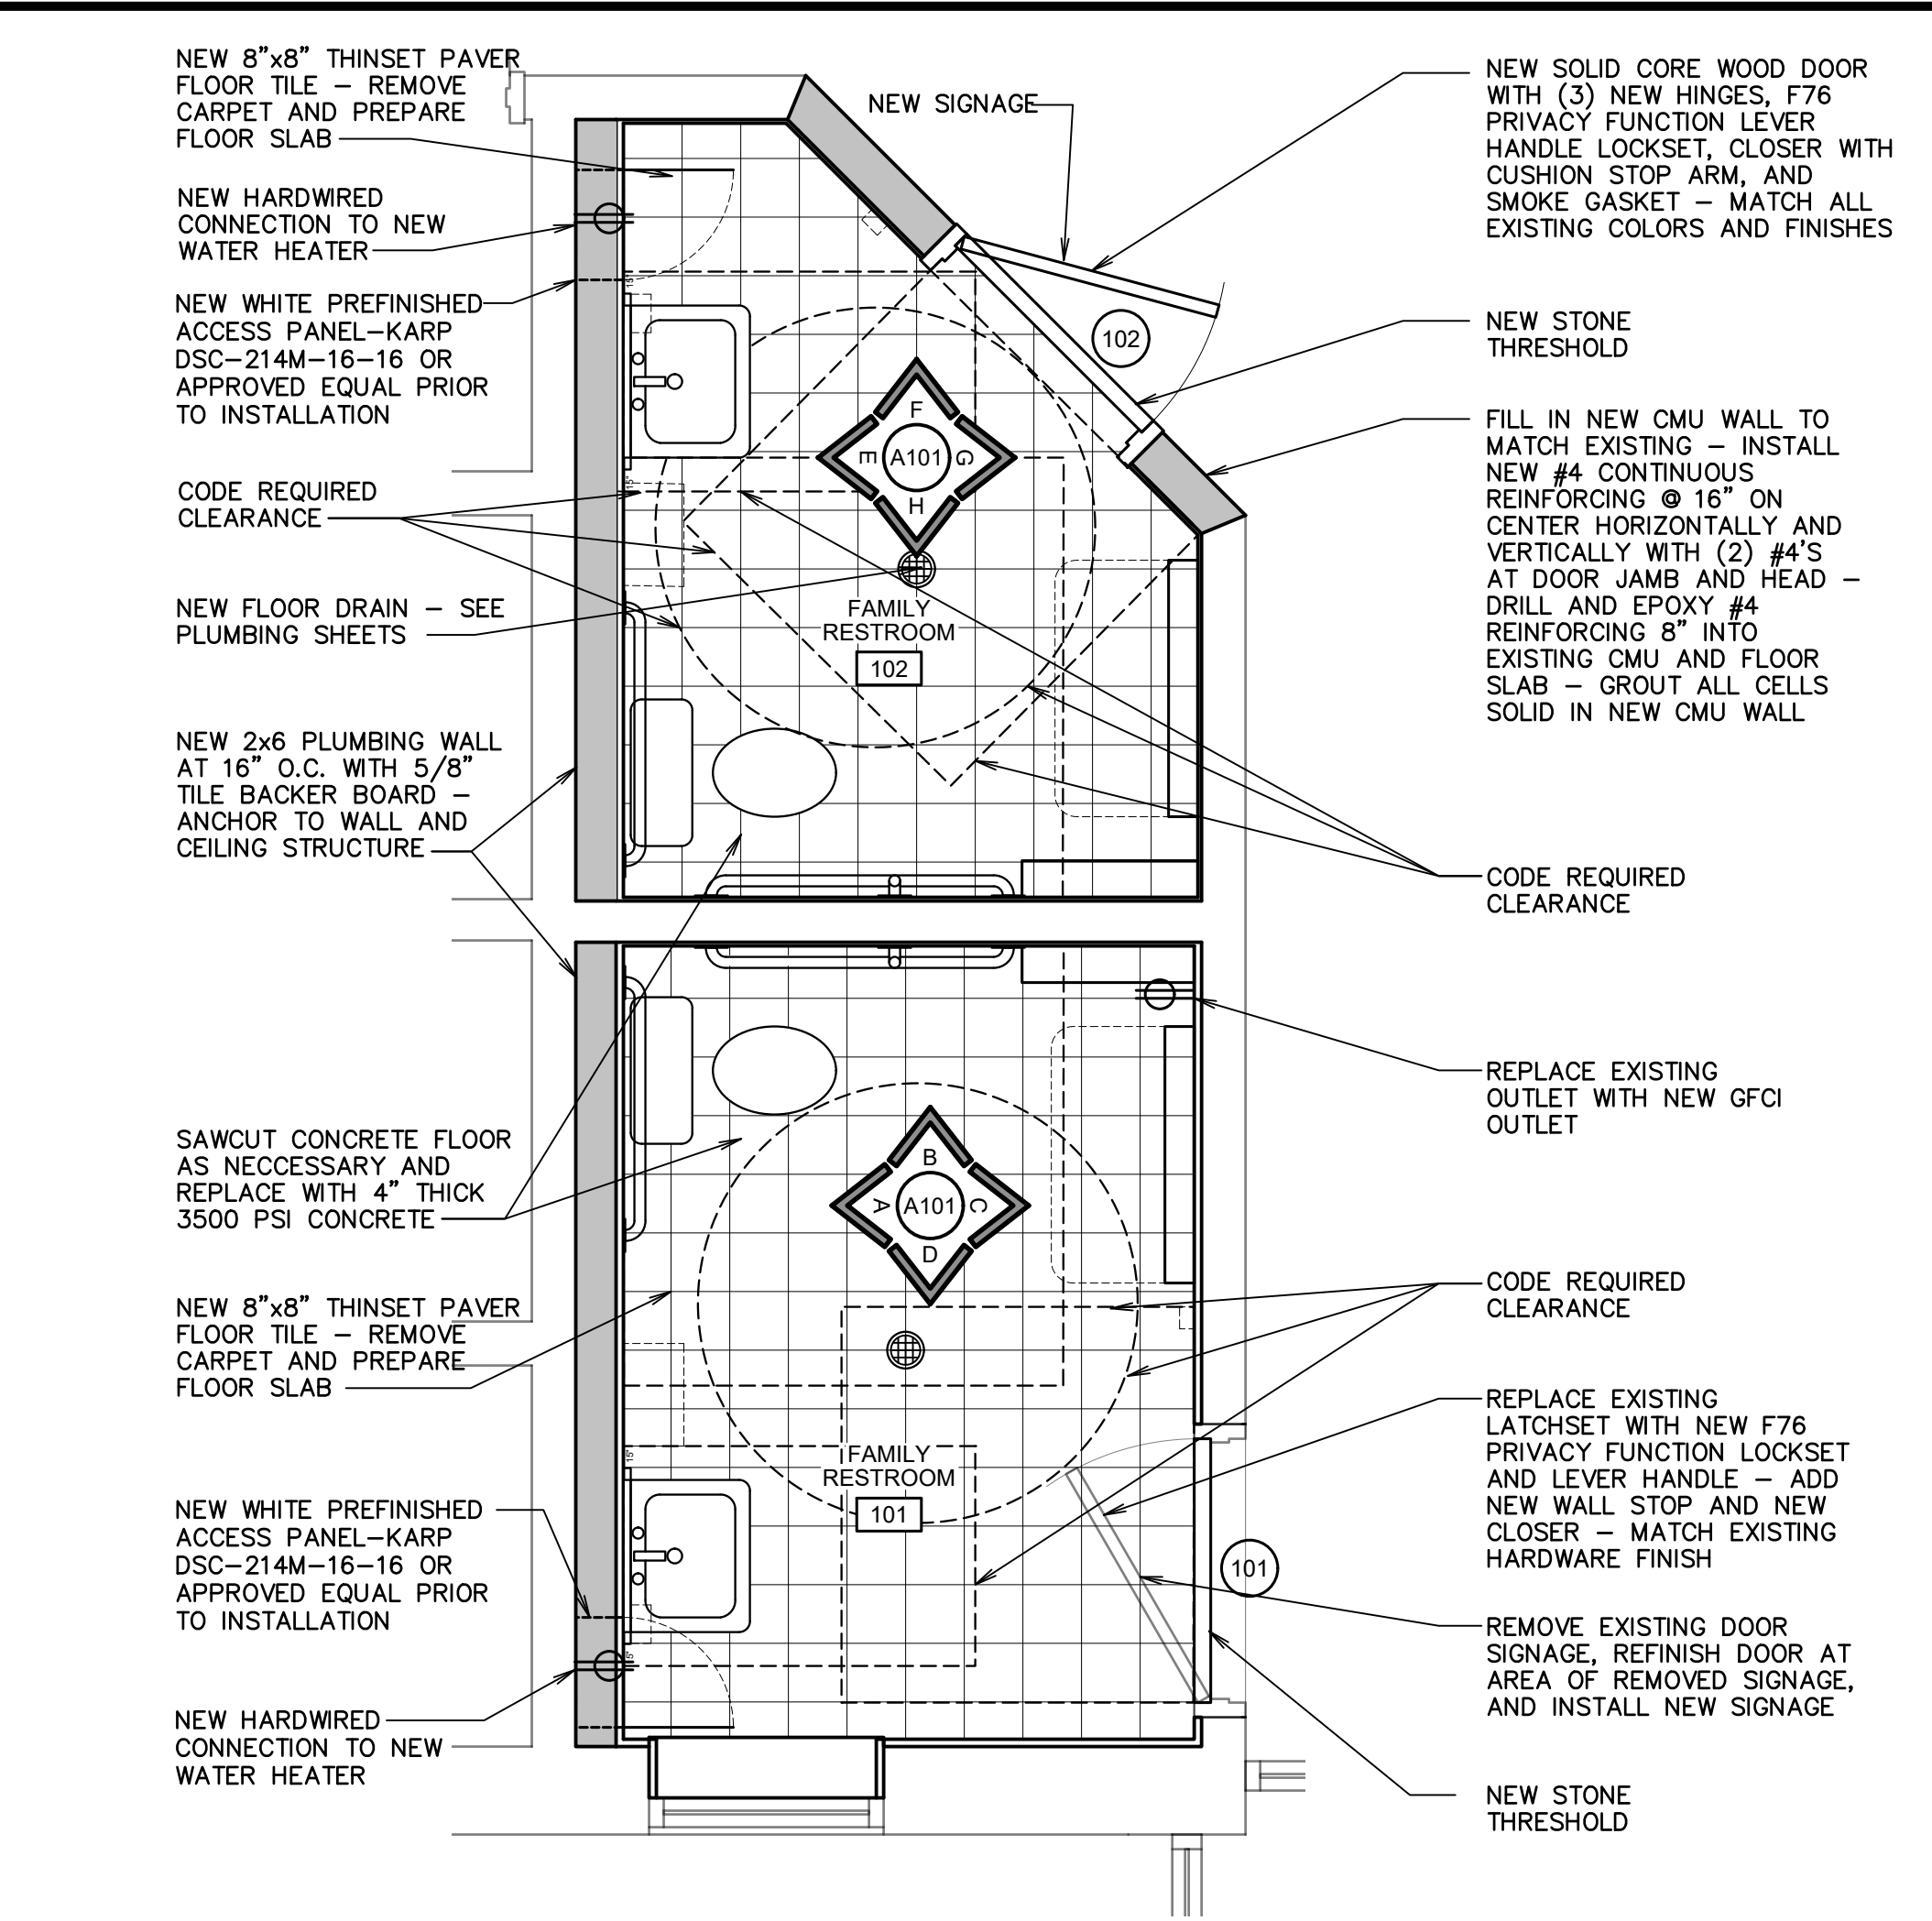 NEW 8”x8” THINSET PAVER
FLOOR TILE – REMOVE
CARPET AND PREPARE
FLOOR SLAB
NEW HARDWIRED
CONNECTION TO NEW
WATER HEATER
NEW WHITE PREFINISHED
ACCESS PANEL–KARP
DSC–214M–16–16 OR
APPROVED EQUAL PRIOR
TO INSTALLATION
CODE REQUIRED
CLEARANCE
NEW FLOOR DRAIN – SEE
PLUMBING SHEETS
NEW 2x6 PLUMBING WALL
AT 16” O.C. WITH 5/8”
TILE BACKER BOARD –
ANCHOR TO WALL AND
CEILING STRUCTURE
SAWCUT CONCRETE FLOOR
AS NECCESSARY AND
REPLACE WITH 4” THICK
3500 PSI CONCRETE
NEW 8”x8” THINSET PAVER
FLOOR TILE – REMOVE
CARPET AND PREPARE
FLOOR SLAB
NEW WHITE PREFINISHED
ACCESS PANEL–KARP
DSC–214M–16–16 OR
APPROVED EQUAL PRIOR
TO INSTALLATION
NEW HARDWIRED
CONNECTION TO NEW
WATER HEATER
NEW SIGNAGE
102
15"
F
E A101 G
H
15"
FAMILY
RESTROOM
102
B
A A101 C
D
15"
FAMILY
RESTROOM
101
101
15"
NEW SOLID CORE WOOD DOOR
WITH (3) NEW HINGES, F76
PRIVACY FUNCTION LEVER
HANDLE LOCKSET, CLOSER WITH
CUSHION STOP ARM, AND
SMOKE GASKET – MATCH ALL
EXISTING COLORS AND FINISHES
NEW STONE
THRESHOLD
FILL IN NEW CMU WALL TO
MATCH EXISTING – INSTALL
NEW #4 CONTINUOUS
REINFORCING @ 16” ON
CENTER HORIZONTALLY AND
VERTICALLY WITH (2) #4’S
AT DOOR JAMB AND HEAD –
DRILL AND EPOXY #4
REINFORCING 8” INTO
EXISTING CMU AND FLOOR
SLAB – GROUT ALL CELLS
SOLID IN NEW CMU WALL
CODE REQUIRED
CLEARANCE
REPLACE EXISTING
OUTLET WITH NEW GFCI
OUTLET
CODE REQUIRED
CLEARANCE
REPLACE EXISTING
LATCHSET WITH NEW F76
PRIVACY FUNCTION LOCKSET
AND LEVER HANDLE – ADD
NEW WALL STOP AND NEW
CLOSER – MATCH EXISTING
HARDWARE FINISH
REMOVE EXISTING DOOR
SIGNAGE, REFINISH DOOR AT
AREA OF REMOVED SIGNAGE,
AND INSTALL NEW SIGNAGE
NEW STONE
THRESHOLD